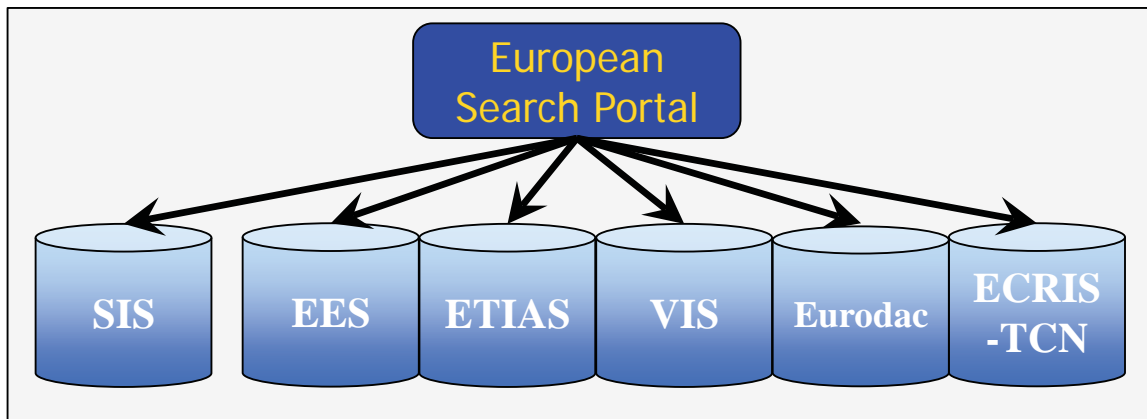 European
Search Portal
SIS
EES
ETIAS
VIS
Eurodac
ECRIS
-TCN